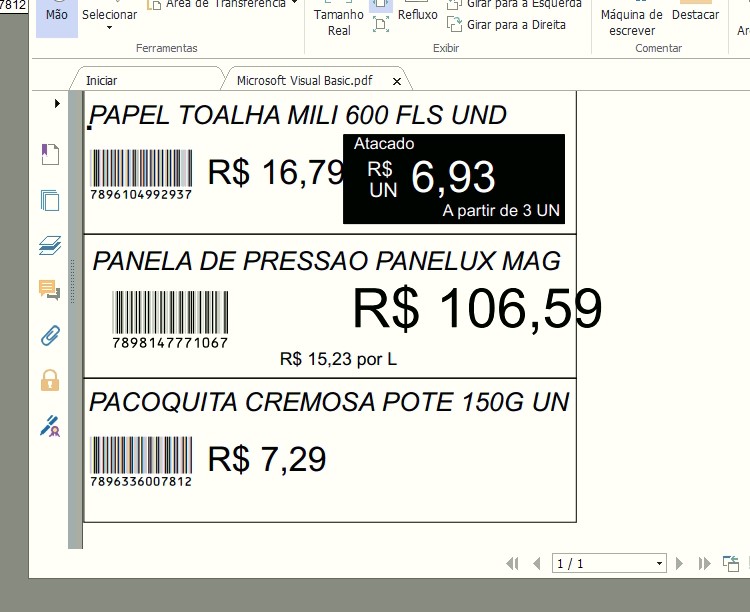 7812
Mão
Selecionar
Área de Transferência
Ferramentas
Tamanho
Real
Refluxo
Girar para a Esquerda
Girar para a Direita
Exibir
Máquina de
escrever
Destacar
Comentar
Iniciar
Microsoft Visual Basic.pdf
PAPEL TOALHA MILI 600 FLS UND
7896104992937
R$ 16,79
Atacado
R$
UN
6,93
A partir de 3 UN
PANELA DE PRESSAO PANELUX MAG
7898147771067
R$ 106,59
R$ 15,23 por L
PACOQUITA CREMOSA POTE 150G UN
7896336007812
R$ 7,29
1 / 1